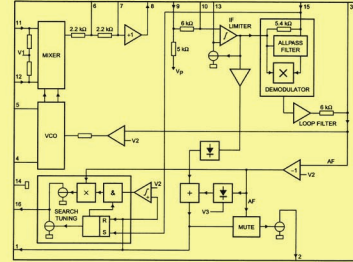 6 7 8 9 10 13 15 3
11
V1
12
MIXER
2.2 kΩ 2.2 kΩ
+1
6 kΩ
5 kΩ
Vp
IF
LIMITER
5.4 kΩ
ALLPASS
FILTER
DEMODULATOR
6 kΩ
LOOP FILTER
5
VCO
V2
4
AF
−1
V2
14
16
SEARCH
TUNING
&
R
S
V2
+
V3
AF
MUTE
1
2